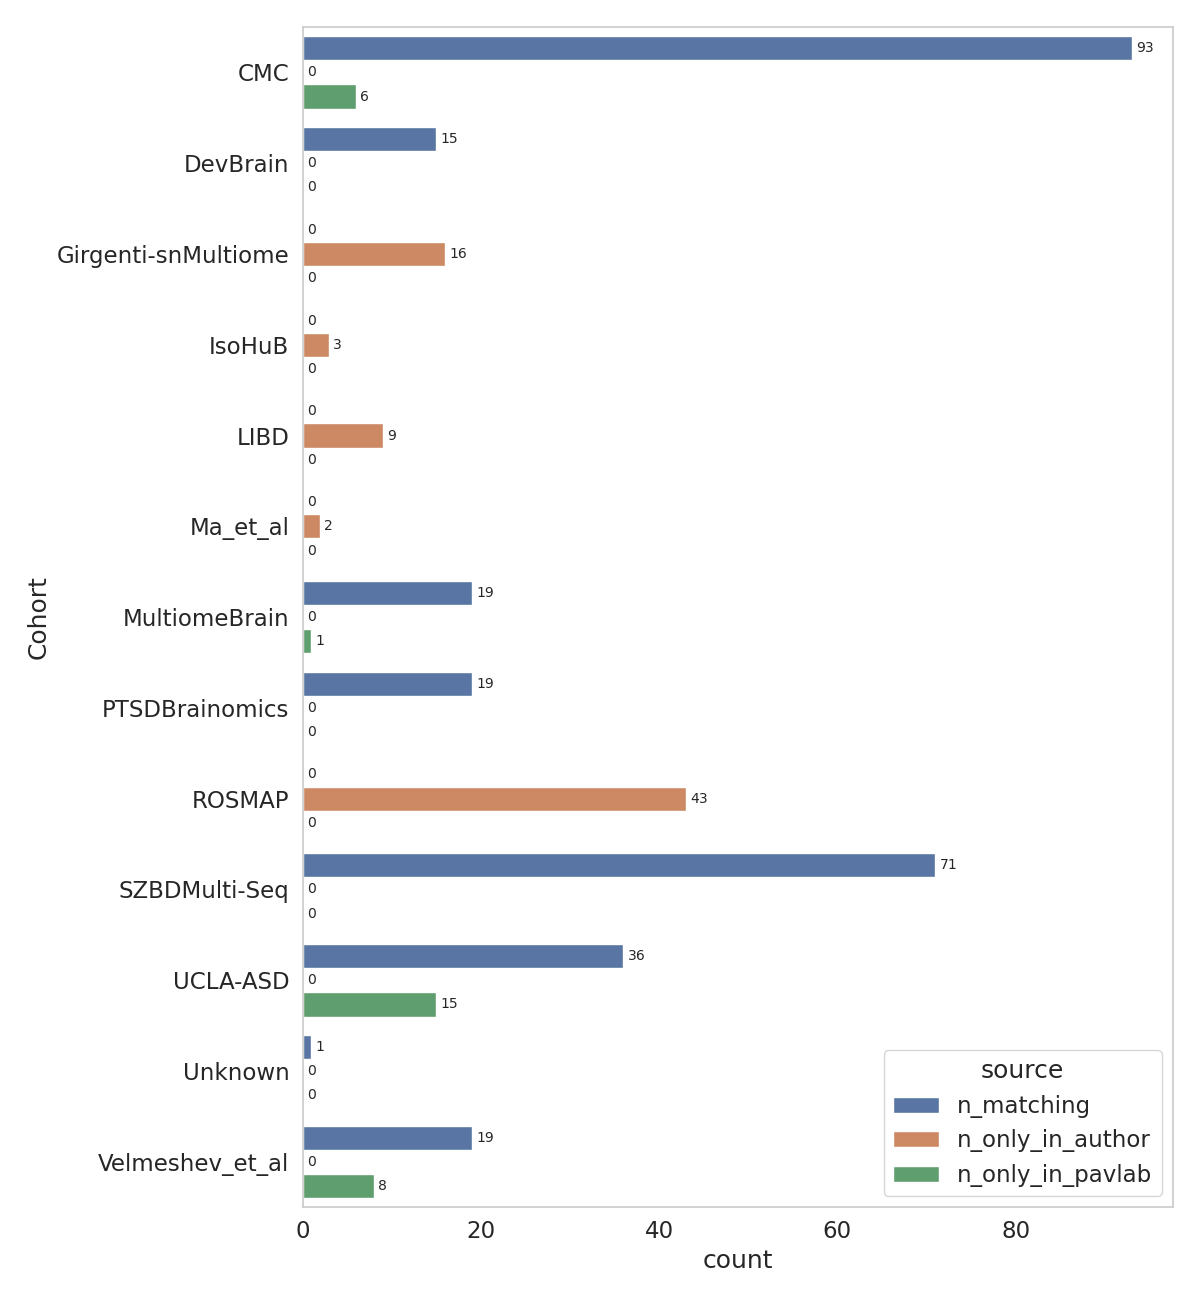 CMC
93
0
6
DevBrain
15
0
0
Girgenti-snMultiome
0
16
0
IsoHuB
0
3
0
LIBD
0
9
0
Ma_et_al
0
2
0
MultiomeBrain
19
0
1
PTSDBrainomics
19
0
0
ROSMAP
0
43
0
SZBDMulti-Seq
71
0
0
UCLA-ASD
36
0
15
Unknown
1
0
0
Velmeshev_et_al
19
0
8
Cohort
source
n_matching
n_only_in_author
n_only_in_pavlab
0 20 40 60 80
count